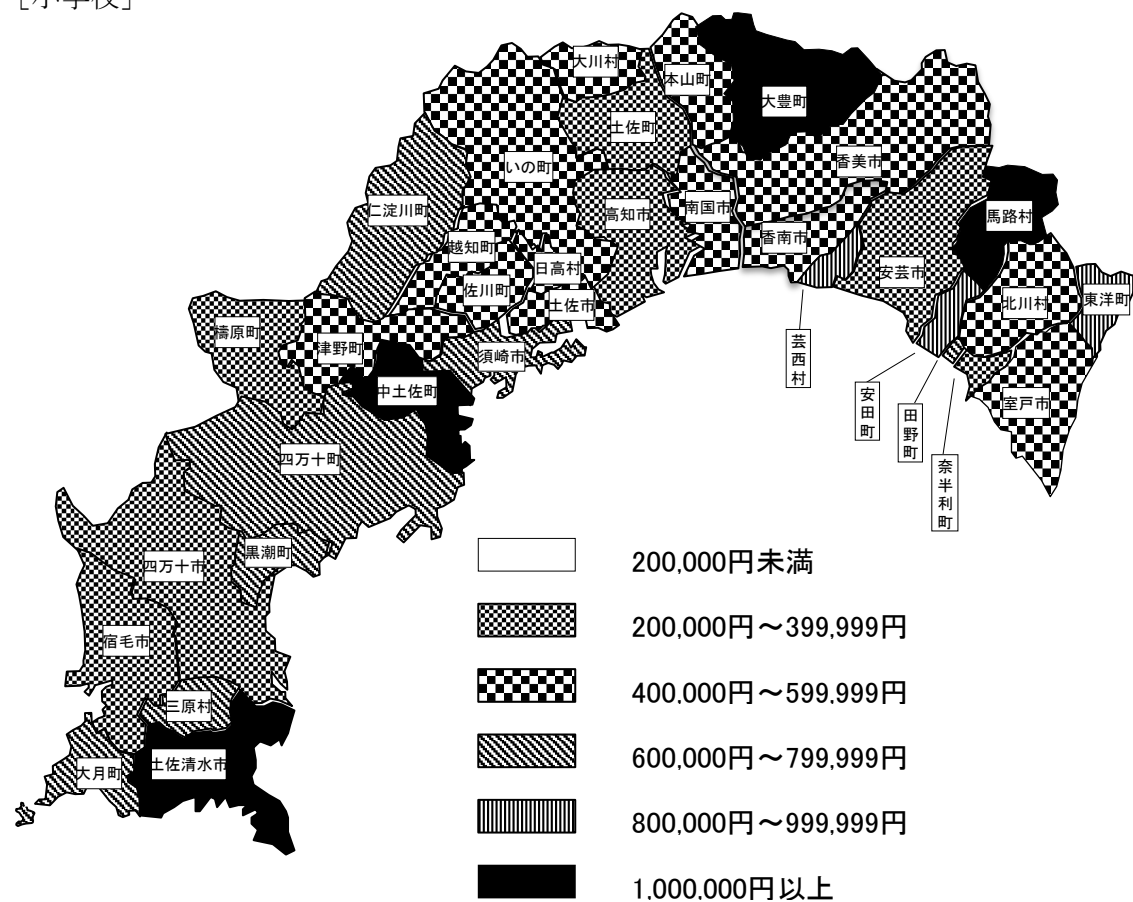 ［小学校］
大川村
本山町
大豊町
土佐町
いの町
香美市
二淀川町
高知市
南国市
馬路村
越知町
香南市
日高村
安芸市
佐川町
北川村
東洋町
土佐市
檮原町
津野町
須崎市
芸西村
中土佐町
安田町
田野町
室戸市
奈半利町
四万十町
黒潮町
四万十市
宿毛市
三原村
大月町
土佐清水市
200,000円未満
200,000円～399,999円
400,000円～599,999円
600,000円～799,999円
800,000円～999,999円
1,000,000円以上